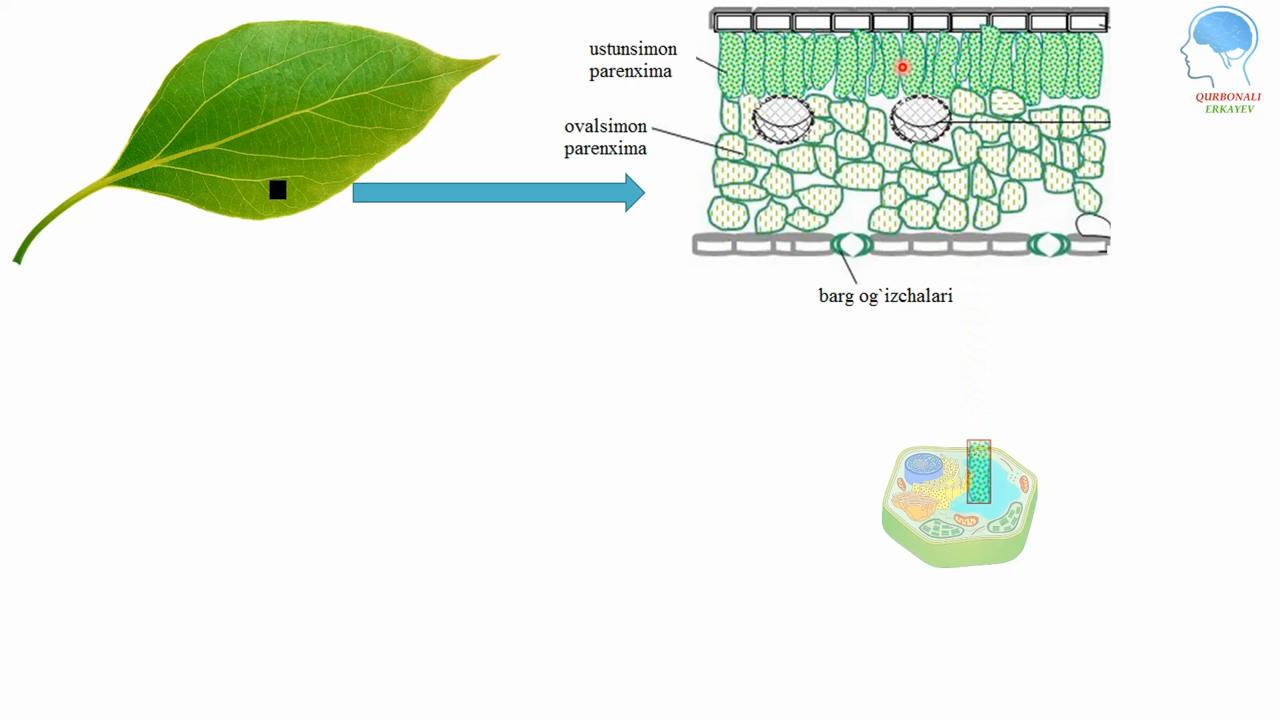 ustunsimon
parenxima
ovalsimon
parenxima
barg og`izchalari
QURBONALI
ERKAYEV